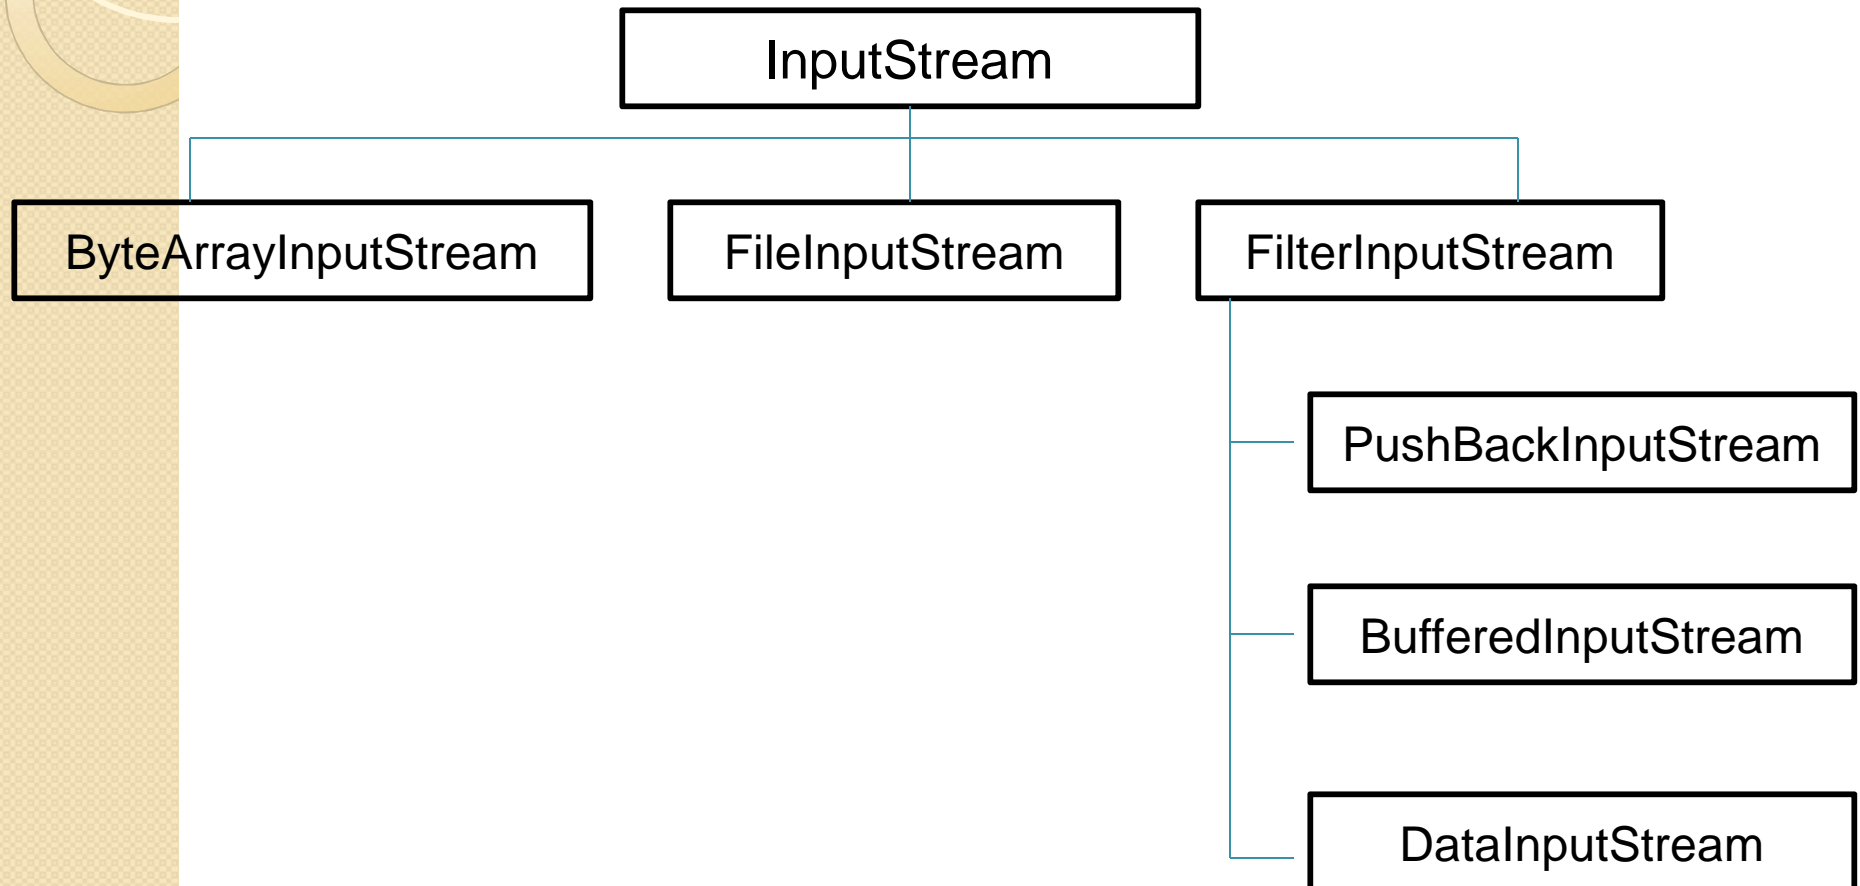 InputStream
ByteArrayInputStream
FileInputStream
FilterInputStream
PushBackInputStream
BufferedInputStream
DataInputStream